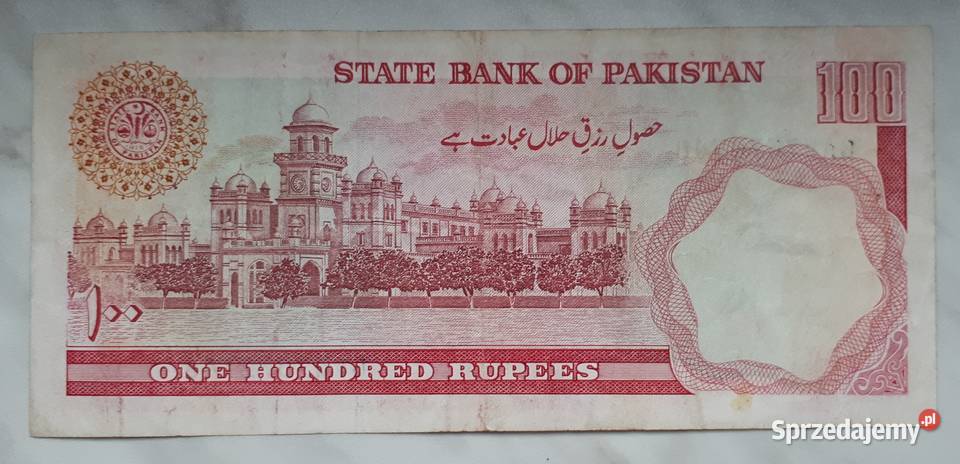 STATE BANK OF PAKISTAN
100
حصولِ رزقِ حلال عبادت ہے
۱۰۰
ONE HUNDRED RUPEES
Sprzedajemy.pl